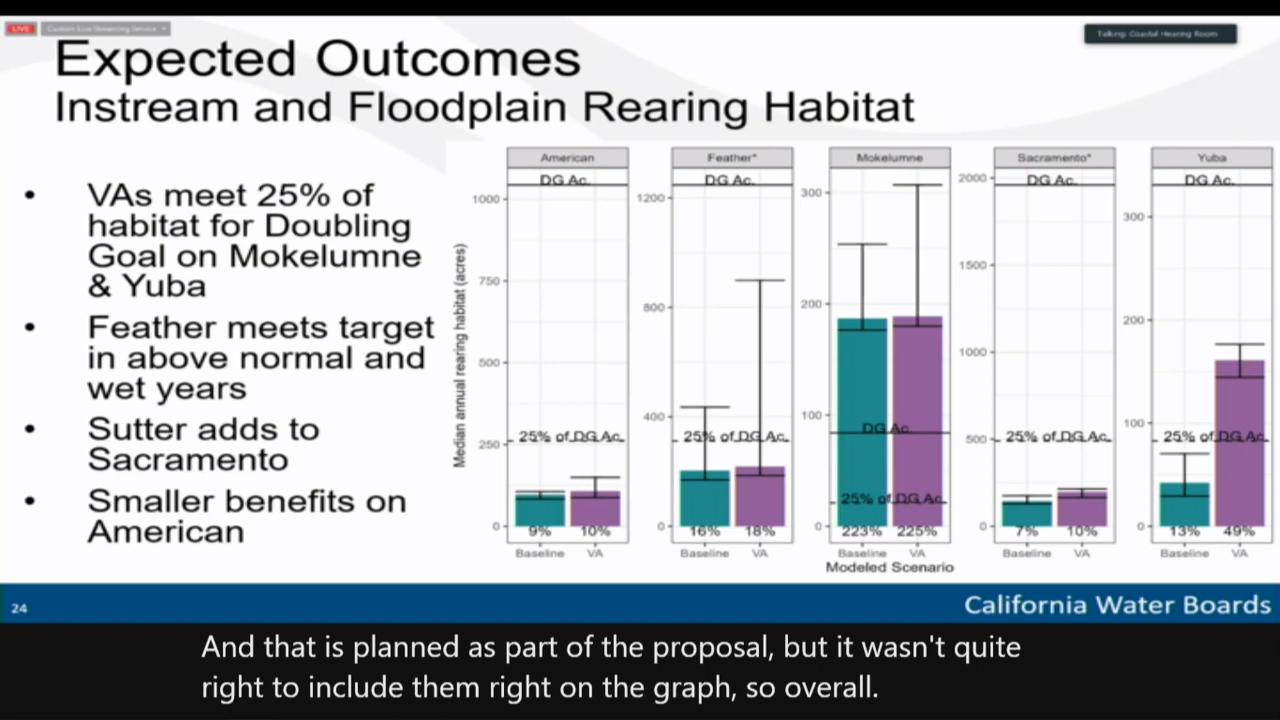 LIVE Custom Live Streaming Service
Talking: Coastal Hearing Room
Expected Outcomes
Instream and Floodplain Rearing Habitat
• VAs meet 25% of
habitat for Doubling
Goal on Mokelumne
& Yuba
• Feather meets target
in above normal and
wet years
• Sutter adds to
Sacramento
• Smaller benefits on
American
Median annual rearing habitat (acres)
American
DG Ac.
1000
750
500
250
0
25% of DG Ac.
9% 10%
Baseline VA
Feather*
DG Ac.
1200
800
400
0
25% of DG Ac.
16% 18%
Baseline VA
Mokelumne
300
200
100
0
DG Ac.
25% of DG Ac.
223% 225%
Baseline VA
Sacramento*
DG Ac.
2000
1500
1000
500
0
25% of DG Ac.
7% 10%
Baseline VA
Yuba
DG Ac.
300
200
100
0
25% of DG Ac.
13% 49%
Baseline VA
Modeled Scenario
24
California Water Boards
And that is planned as part of the proposal, but it wasn't quite
right to include them right on the graph, so overall.